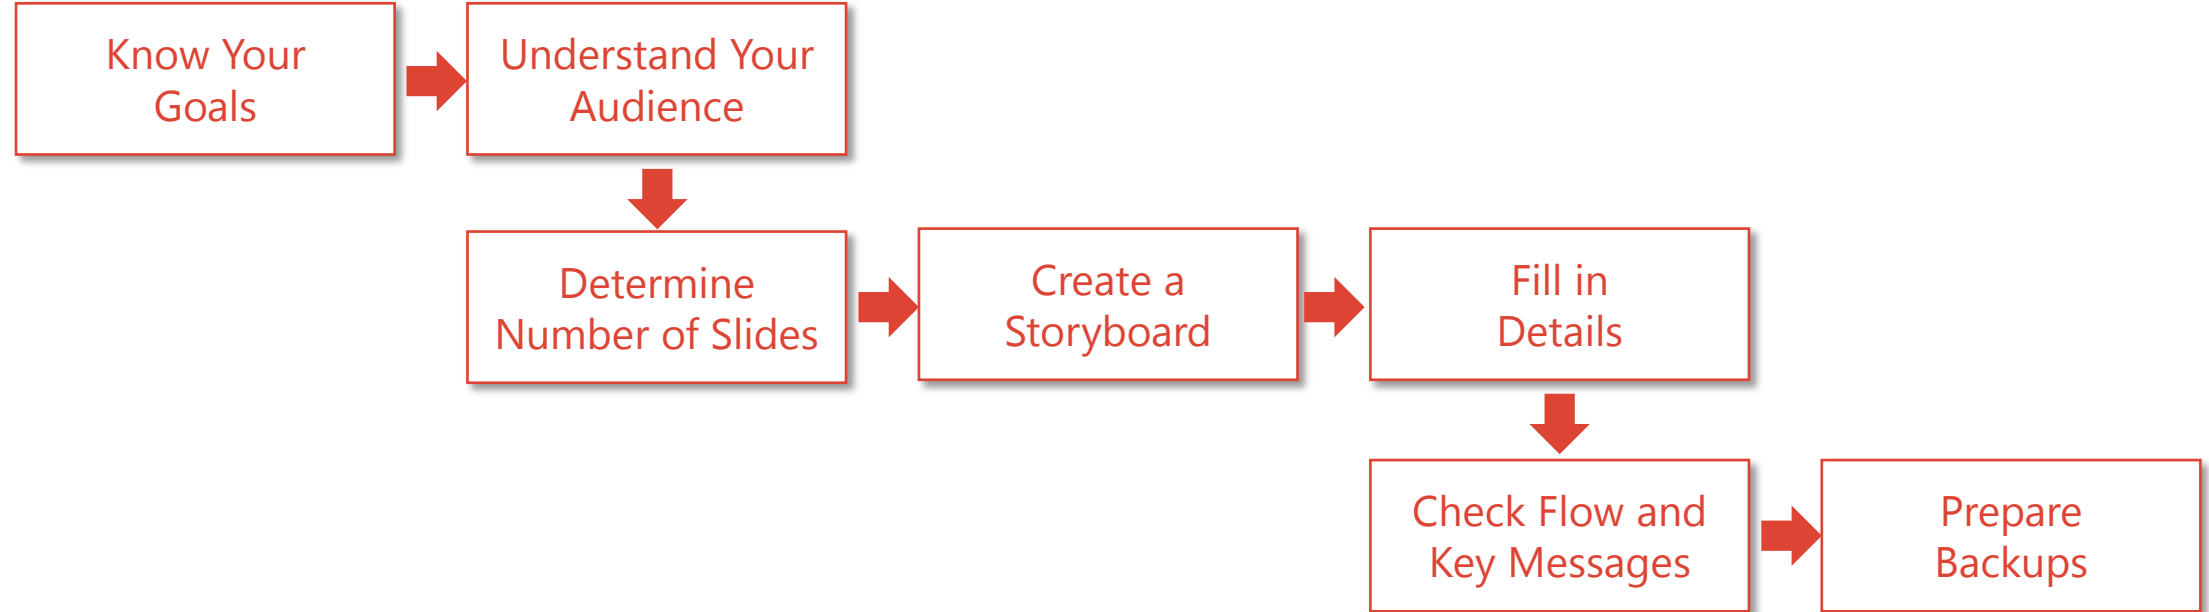 Know Your
Goals
Understand Your
Audience
Determine
Number of Slides
Create a
Storyboard
Fill in
Details
Check Flow and
Key Messages
Prepare
Backups